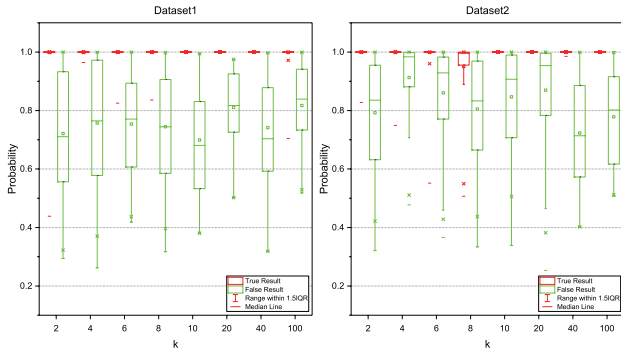 Dataset1
Dataset2
Probability
1.0
0.8
0.6
0.4
0.2
True Result
False Result
Range within 1.5IQR
Median Line
2 4 6 8 10 20 40 100
k
Probability
1.0
0.8
0.6
0.4
0.2
True Result
False Result
Range within 1.5IQR
Median Line
2 4 6 8 10 20 40 100
k